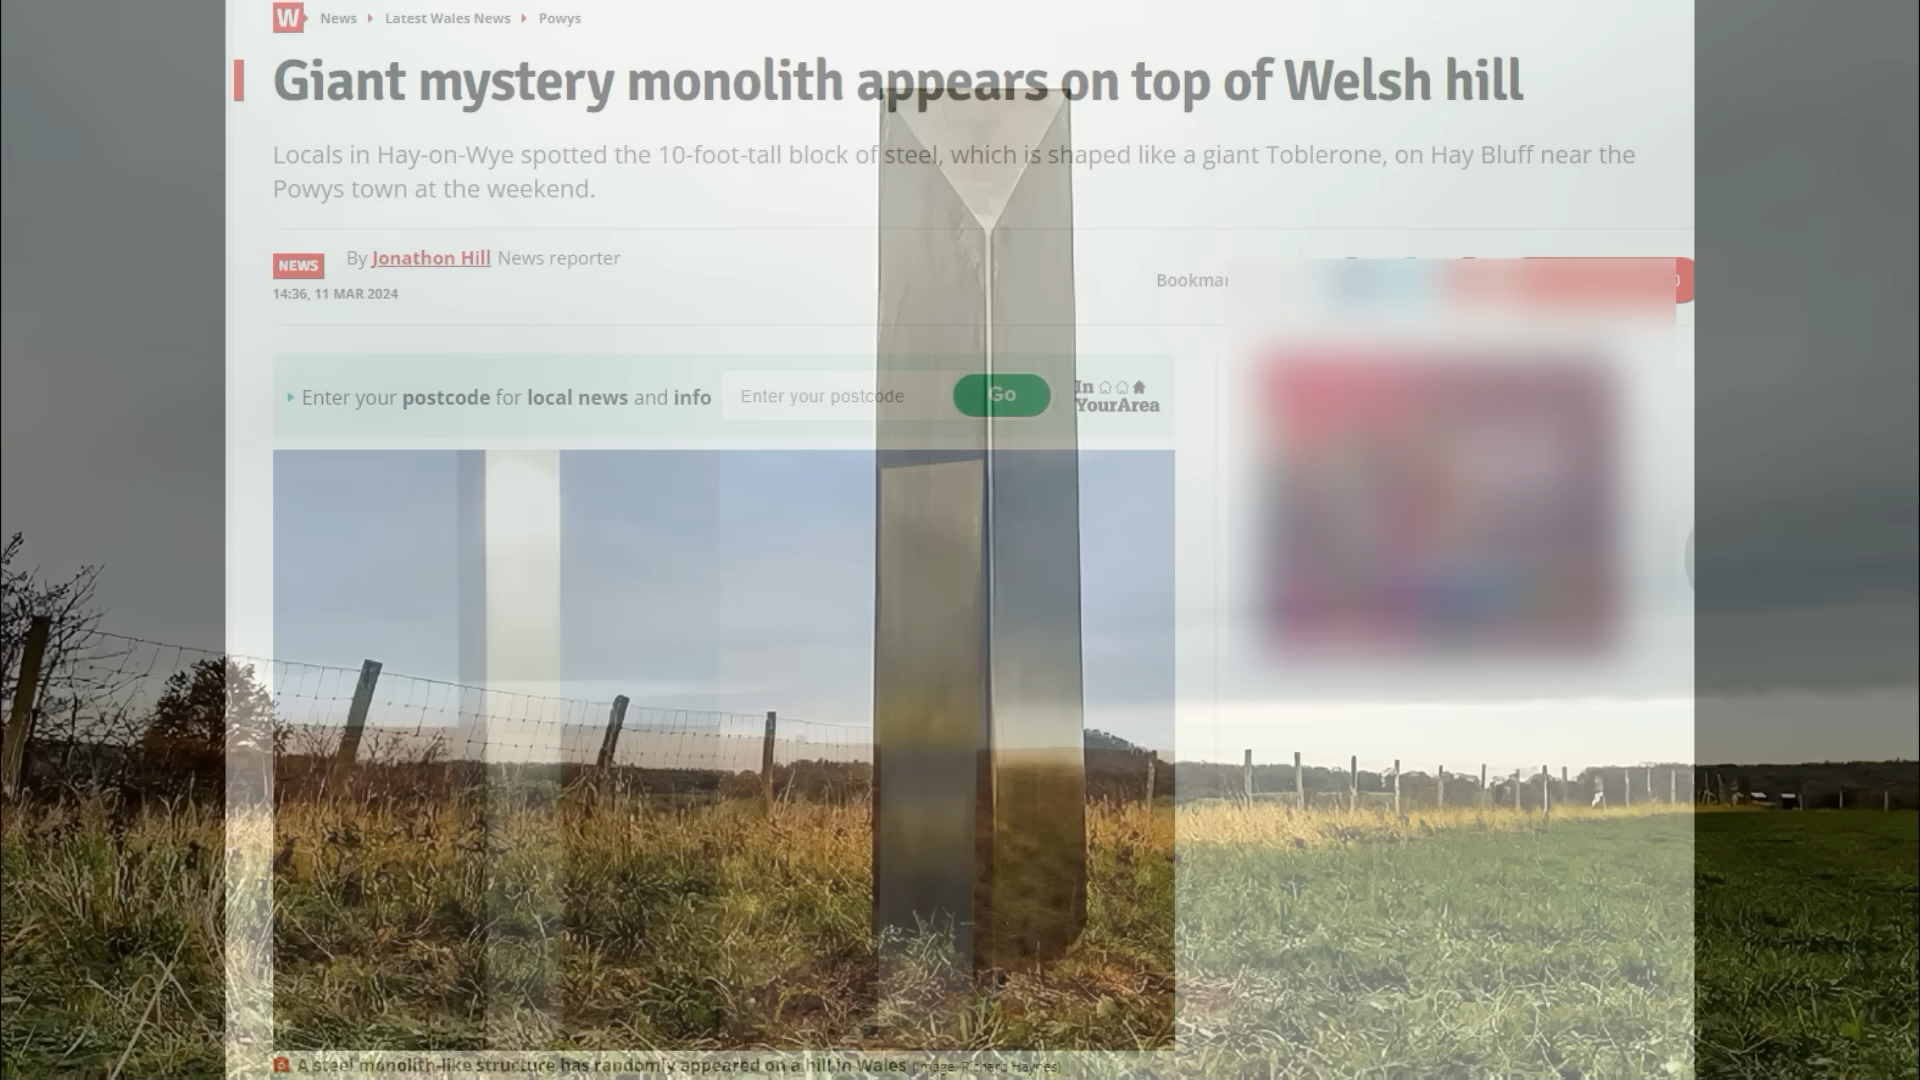 W News Latest Wales News Powys
Giant mystery monolith appears on top of Welsh hill
Locals in Hay-on-Wye spotted the 10-foot-tall block of steel, which is shaped like a giant Toblerone, on Hay Bluff near the
Powys town at the weekend.
NEWS By Jonathon Hill News reporter
14:36, 11 MAR 2024
Enter your postcode for local news and info Enter your postcode Go In YourArea
A steel monolith-like structure has randomly appeared on a hill in Wales (Image: Richard Haynes)